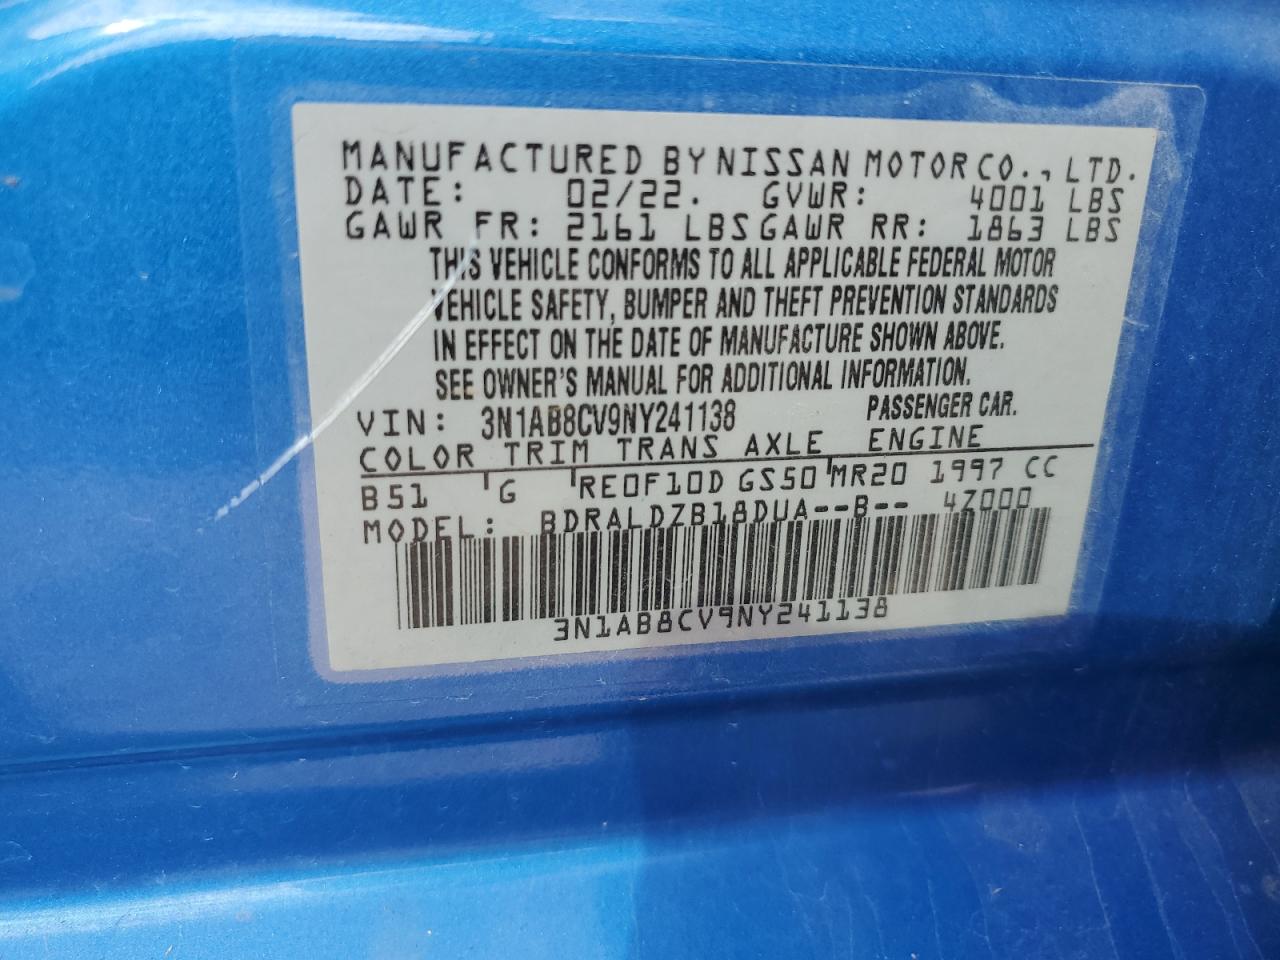 MANUFACTURED BY NISSAN MOTOR CO., LTD.
DATE: 02/22. GVWR: 4001 LBS
GAWR FR: 2161 LBS GAWR RR: 1863 LBS
THIS VEHICLE CONFORMS TO ALL APPLICABLE FEDERAL MOTOR
VEHICLE SAFETY, BUMPER AND THEFT PREVENTION STANDARDS
IN EFFECT ON THE DATE OF MANUFACTURE SHOWN ABOVE.
SEE OWNER'S MANUAL FOR ADDITIONAL INFORMATION.
VIN: 3N1AB8CV9NY241138 PASSENGER CAR.
COLOR TRIM TRANS AXLE ENGINE
B51 G RE0F10D GS50 MR20 1997 CC
MODEL: BDRALDZB18DUA--B-- 4Z000
3N1AB8CV9NY241138